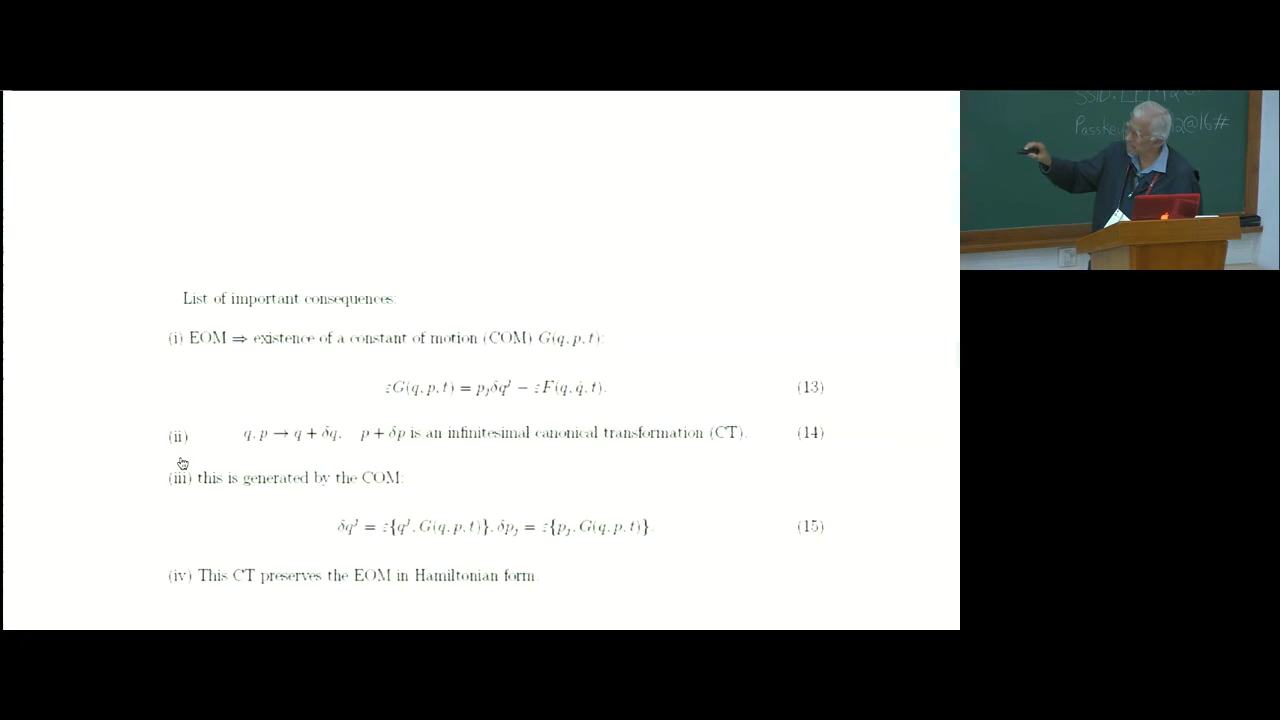 List of important consequences:
(i) EOM ⇒ existence of a constant of motion (COM) G(q, p, t):
εG(q, p, t) = p_j δq^j − εF(q, q̇, t). (13)
(ii) q, p → q + δq, p + δp is an infinitesimal canonical transformation (CT). (14)
(iii) this is generated by the COM:
δq^j = ε{q^j, G(q, p, t)}, δp_j = ε{p_j, G(q, p, t)}. (15)
(iv) This CT preserves the EOM in Hamiltonian form.